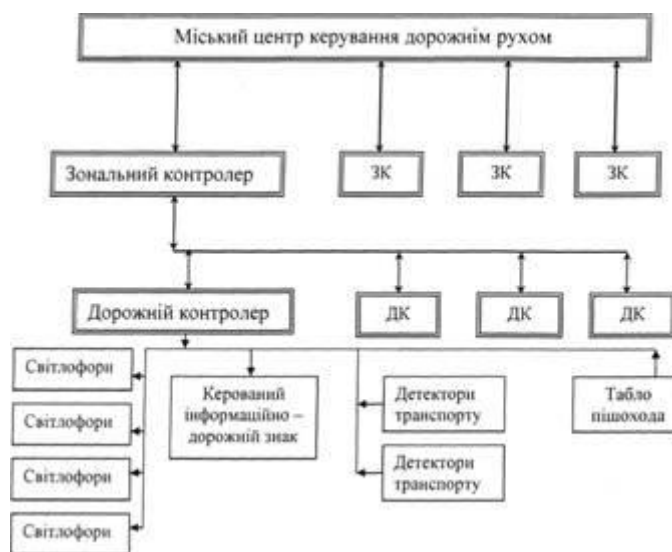 Міський центр керування дорожнім рухом
Зональний контролер
ЗК
ЗК
ЗК
Дорожній контролер
ДК
ДК
ДК
Світлофори
Світлофори
Світлофори
Світлофори
Керований
інформаційно –
дорожній знак
Детектори
транспорту
Детектори
транспорту
Табло
пішохода